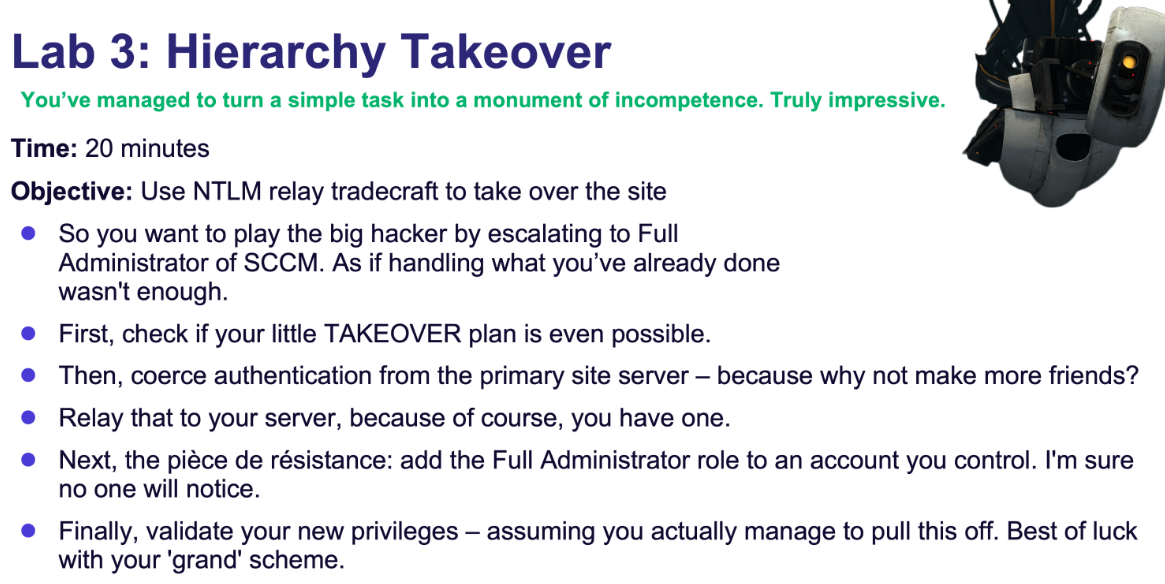 Lab 3: Hierarchy Takeover
You’ve managed to turn a simple task into a monument of incompetence. Truly impressive.
Time: 20 minutes
Objective: Use NTLM relay tradecraft to take over the site
● So you want to play the big hacker by escalating to Full
Administrator of SCCM. As if handling what you’ve already done
wasn't enough.
● First, check if your little TAKEOVER plan is even possible.
● Then, coerce authentication from the primary site server – because why not make more friends?
● Relay that to your server, because of course, you have one.
● Next, the pièce de résistance: add the Full Administrator role to an account you control. I'm sure
no one will notice.
● Finally, validate your new privileges – assuming you actually manage to pull this off. Best of luck
with your 'grand' scheme.